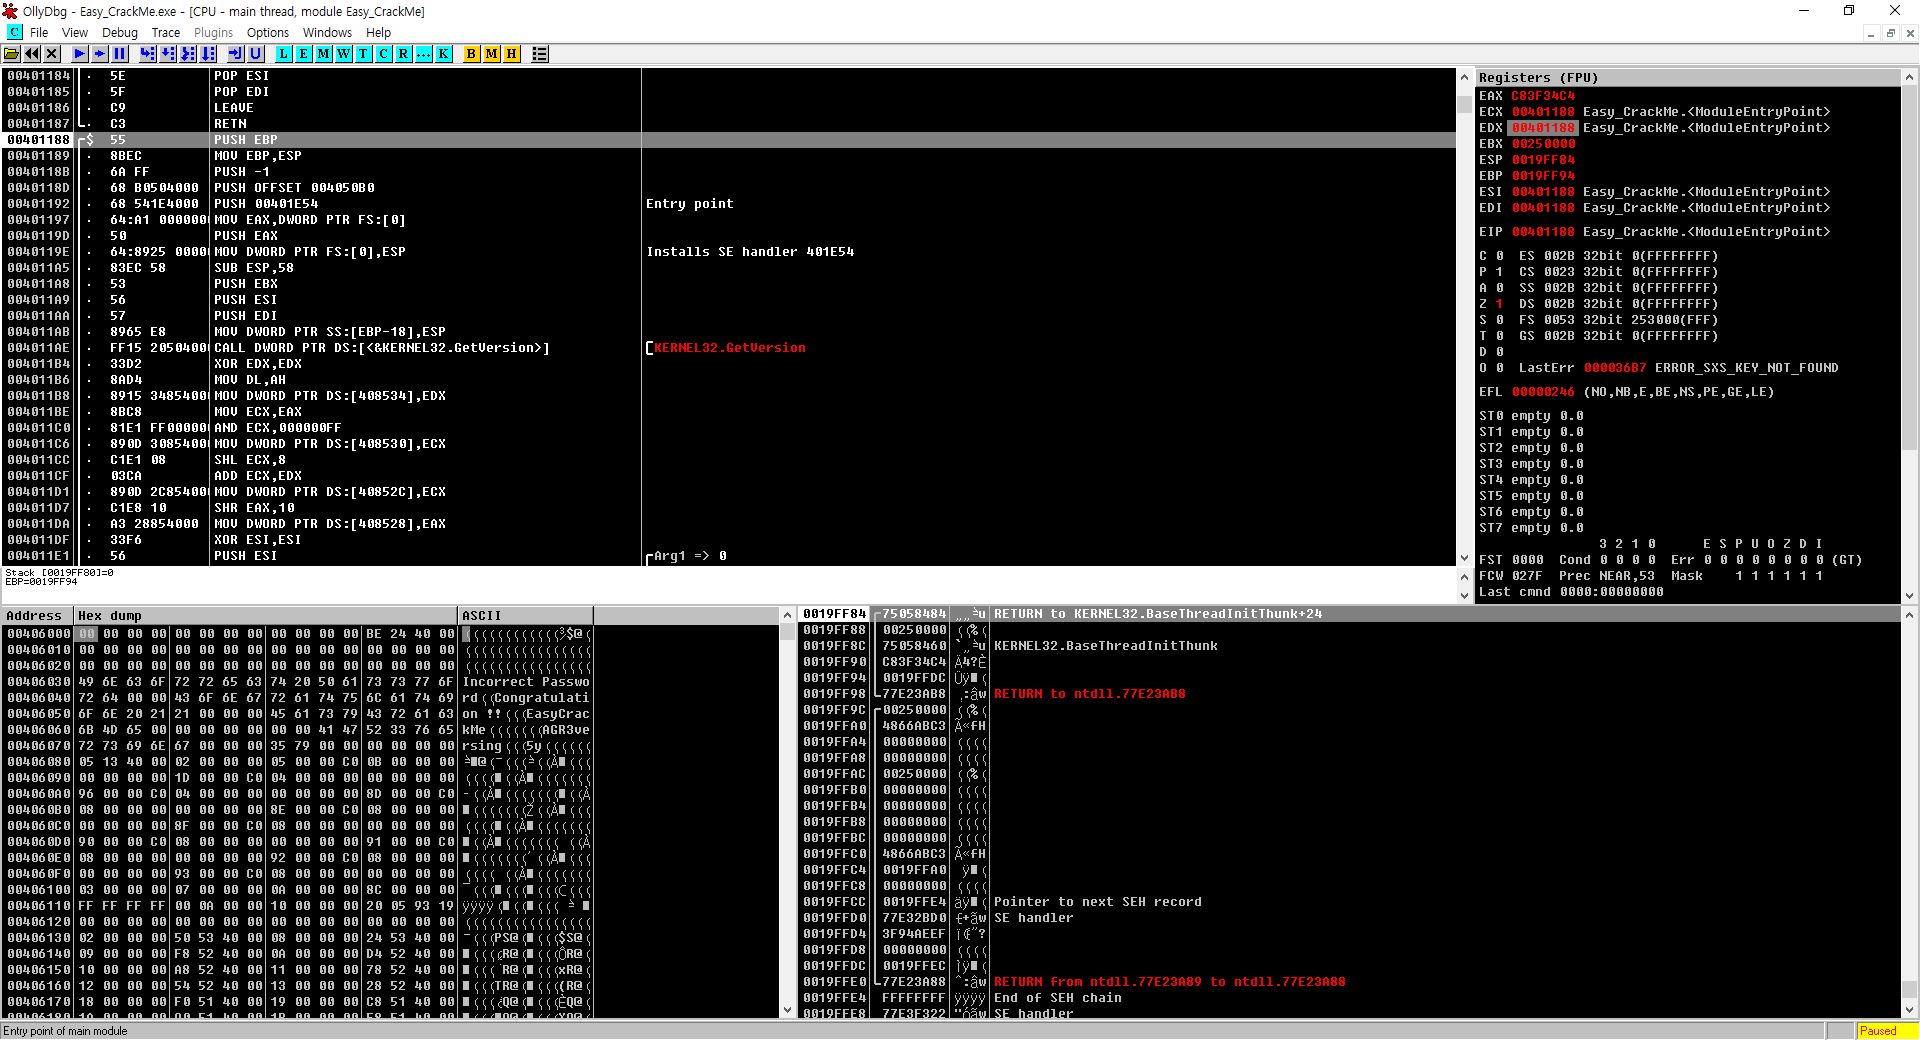 OllyDbg - Easy_CrackMe.exe - [CPU - main thread, module Easy_CrackMe]
C File View Debug Trace Plugins Options Windows Help
L E M W T C R ... K B M H
00401184 . 5E POP ESI
00401185 . 5F POP EDI
00401186 . C9 LEAVE
00401187 . C3 RETN
00401188 $ 55 PUSH EBP
00401189 . 8BEC MOV EBP,ESP
0040118B . 6A FF PUSH -1
0040118D . 68 B0504000 PUSH OFFSET 004050B0
00401192 . 68 541E4000 PUSH 00401E54 Entry point
00401197 . 64:A1 000000 MOV EAX,DWORD PTR FS:[0]
0040119D . 50 PUSH EAX
0040119E . 64:8925 0000 MOV DWORD PTR FS:[0],ESP Installs SE handler 401E54
004011A5 . 83EC 58 SUB ESP,58
004011A8 . 53 PUSH EBX
004011A9 . 56 PUSH ESI
004011AA . 57 PUSH EDI
004011AB . 8965 E8 MOV DWORD PTR SS:[EBP-18],ESP
004011AE . FF15 20504000 CALL DWORD PTR DS:[<&KERNEL32.GetVersion>] [KERNEL32.GetVersion
004011B4 . 33D2 XOR EDX,EDX
004011B6 . 8AD4 MOV DL,AH
004011B8 . 8915 34854000 MOV DWORD PTR DS:[408534],EDX
004011BE . 8BC8 MOV ECX,EAX
004011C0 . 81E1 FF000000 AND ECX,000000FF
004011C6 . 890D 30854000 MOV DWORD PTR DS:[408530],ECX
004011CC . C1E1 08 SHL ECX,8
004011CF . 03CA ADD ECX,EDX
004011D1 . 890D 2C854000 MOV DWORD PTR DS:[40852C],ECX
004011D7 . C1E8 10 SHR EAX,10
004011DA . A3 28854000 MOV DWORD PTR DS:[408528],EAX
004011DF . 33F6 XOR ESI,ESI
004011E1 . 56 PUSH ESI Arg1 => 0
Stack [0019FF80]=0
EBP=0019FF94
Registers (FPU)
EAX C83F34C4
ECX 00401188 Easy_CrackMe.<ModuleEntryPoint>
EDX 00401188 Easy_CrackMe.<ModuleEntryPoint>
EBX 00250000
ESP 0019FF84
EBP 0019FF94
ESI 00401188 Easy_CrackMe.<ModuleEntryPoint>
EDI 00401188 Easy_CrackMe.<ModuleEntryPoint>
EIP 00401188 Easy_CrackMe.<ModuleEntryPoint>
C 0 ES 002B 32bit 0(FFFFFFFF)
P 1 CS 0023 32bit 0(FFFFFFFF)
A 0 SS 002B 32bit 0(FFFFFFFF)
Z 1 DS 002B 32bit 0(FFFFFFFF)
S 0 FS 0053 32bit 253000(FFF)
T 0 GS 002B 32bit 0(FFFFFFFF)
D 0
O 0 LastErr 000036B7 ERROR_SXS_KEY_NOT_FOUND
EFL 00000246 (NO,NB,E,BE,NS,PE,GE,LE)
ST0 empty 0.0
ST1 empty 0.0
ST2 empty 0.0
ST3 empty 0.0
ST4 empty 0.0
ST5 empty 0.0
ST6 empty 0.0
ST7 empty 0.0
3 2 1 0 E S P U O Z D I
FST 0000 Cond 0 0 0 0 Err 0 0 0 0 0 0 0 0 (GT)
FCW 027F Prec NEAR,53 Mask 1 1 1 1 1 1
Last cmnd 0000:00000000
Address Hex dump ASCII
00406000 00 00 00 00 00 00 00 00 00 00 00 00 BE 24 40 00
00406010 00 00 00 00 00 00 00 00 00 00 00 00 00 00 00 00
00406020 00 00 00 00 00 00 00 00 00 00 00 00 00 00 00 00
00406030 49 6E 63 6F 72 72 65 63 74 20 50 61 73 73 77 6F Incorrect Passwo
00406040 72 64 00 00 43 6F 6E 67 72 61 74 75 6C 61 74 69 rd Congratulati
00406050 6F 6E 20 21 21 00 00 00 45 61 73 79 43 72 61 63 on !! EasyCrac
00406060 6B 4D 65 00 00 00 00 00 00 41 47 52 33 76 65 kMe AGR3ve
00406070 72 73 69 6E 67 00 00 00 35 79 00 00 00 00 00 00 rsing 5y
00406080 05 13 40 00 02 00 00 00 05 00 00 C0 0B 00 00 00
00406090 00 00 00 00 1D 00 00 C0 04 00 00 00 00 00 00 00
004060A0 96 00 00 C0 04 00 00 00 00 00 00 00 8D 00 00 C0
004060B0 08 00 00 00 00 00 00 00 8E 00 00 C0 08 00 00 00
004060C0 00 00 00 00 8F 00 00 C0 08 00 00 00 00 00 00 00
004060D0 90 00 00 C0 08 00 00 00 00 00 00 00 91 00 00 C0
004060E0 08 00 00 00 00 00 00 00 92 00 00 C0 08 00 00 00
004060F0 00 00 00 00 93 00 00 C0 08 00 00 00 00 00 00 00
00406100 03 00 00 00 07 00 00 00 0A 00 00 00 8C 00 00 00
00406110 FF FF FF FF 00 0A 00 00 10 00 00 00 20 05 93 19
00406120 00 00 00 00 00 00 00 00 00 00 00 00 00 00 00 00
00406130 02 00 00 00 50 53 40 00 08 00 00 00 24 53 40 00
00406140 09 00 00 00 F8 52 40 00 0A 00 00 00 D4 52 40 00
00406150 10 00 00 00 A8 52 40 00 11 00 00 00 78 52 40 00
00406160 12 00 00 00 54 52 40 00 13 00 00 00 28 52 40 00
00406170 18 00 00 00 F0 51 40 00 19 00 00 00 C8 51 40 00
0019FF84 75058484 RETURN to KERNEL32.BaseThreadInitThunk+24
0019FF88 00250000
0019FF8C 75058460 KERNEL32.BaseThreadInitThunk
0019FF90 C83F34C4
0019FF94 0019FFDC
0019FF98 77E23AB8 RETURN to ntdll.77E23AB8
0019FF9C 00250000
0019FFA0 4866ABC3
0019FFA4 00000000
0019FFA8 00000000
0019FFAC 00250000
0019FFB0 00000000
0019FFB4 00000000
0019FFB8 00000000
0019FFBC 00000000
0019FFC0 4866ABC3
0019FFC4 0019FFA0
0019FFC8 00000000
0019FFCC 0019FFE4 Pointer to next SEH record
0019FFD0 77E32BD0 SE handler
0019FFD4 3F94AEEF
0019FFD8 00000000
0019FFDC 0019FFEC
0019FFE0 77E23A88 RETURN from ntdll.77E23A89 to ntdll.77E23A88
0019FFE4 FFFFFFFF ÿÿÿÿ End of SEH chain
0019FFE8 77E3F322 SE handler
Entry point of main module
Paused